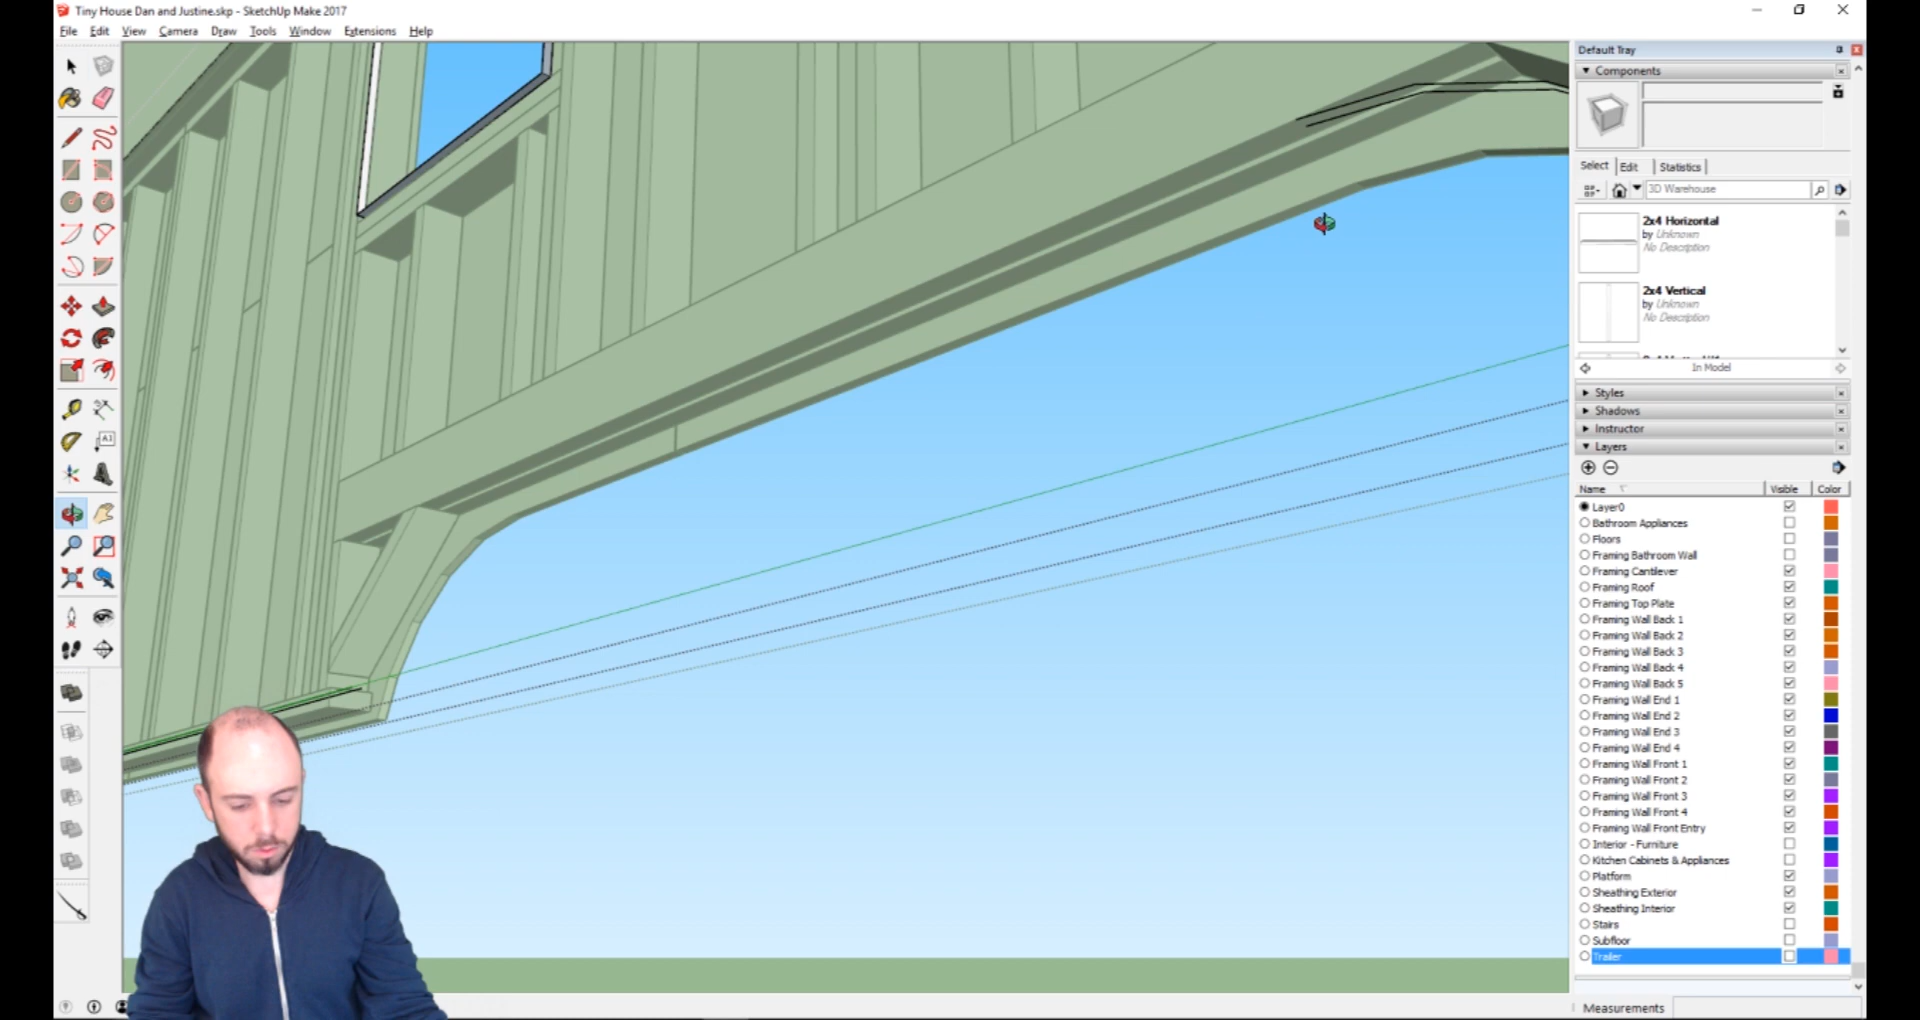 Tiny House Dan and Justine.skp - SketchUp Make 2017
File Edit View Camera Draw Tools Window Extensions Help
Default Tray
Components
Select Edit Statistics
3D Warehouse
2x4 Horizontal
by Unknown
No Description
2x4 Vertical
by Unknown
No Description
In Model
Styles
Shadows
Instructor
Layers
Name Visible Color
Layer0
Bathroom Appliances
Floors
Framing Bathroom Wall
Framing Cantilever
Framing Roof
Framing Top Plate
Framing Wall Back 1
Framing Wall Back 2
Framing Wall Back 3
Framing Wall Back 4
Framing Wall Back 5
Framing Wall End 1
Framing Wall End 2
Framing Wall End 3
Framing Wall End 4
Framing Wall Front 1
Framing Wall Front 2
Framing Wall Front 3
Framing Wall Front 4
Framing Wall Front Entry
Interior - Furniture
Kitchen Cabinets & Appliances
Platform
Sheathing Exterior
Sheathing Interior
Stairs
Subfloor
Trailer
Measurements